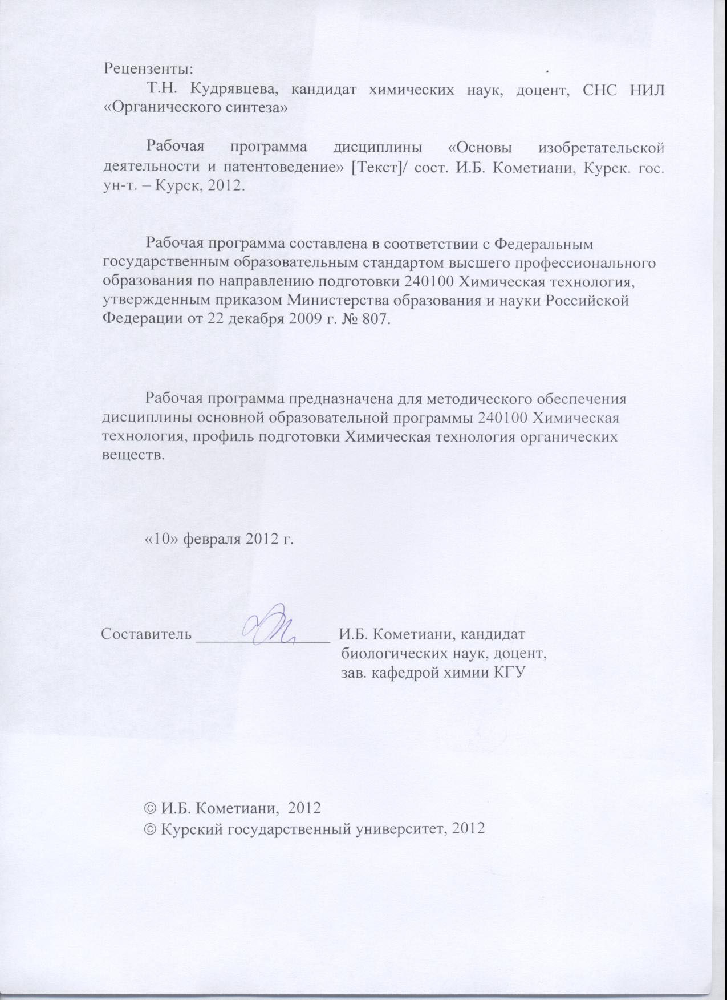 Рецензенты:
Т.Н. Кудрявцева, кандидат химических наук, доцент, СНС НИЛ
«Органического синтеза»
Рабочая программа дисциплины «Основы изобретательской
деятельности и патентоведение» [Текст]/ сост. И.Б. Кометиани, Курск. гос.
ун-т. – Курск, 2012.
Рабочая программа составлена в соответствии с Федеральным
государственным образовательным стандартом высшего профессионального
образования по направлению подготовки 240100 Химическая технология,
утвержденным приказом Министерства образования и науки Российской
Федерации от 22 декабря 2009 г. № 807.
Рабочая программа предназначена для методического обеспечения
дисциплины основной образовательной программы 240100 Химическая
технология, профиль подготовки Химическая технология органических
веществ.
«10» февраля 2012 г.
Составитель _________________ И.Б. Кометиани, кандидат
биологических наук, доцент,
зав. кафедрой химии КГУ
© И.Б. Кометиани, 2012
© Курский государственный университет, 2012